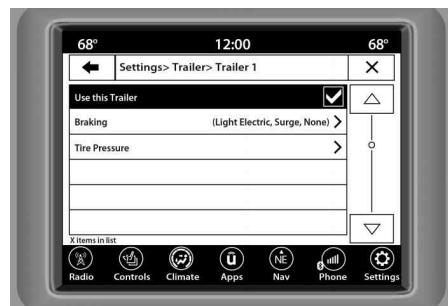 68° 12:00 68°
Settings> Trailer> Trailer 1
Use this Trailer
Braking (Light Electric, Surge, None) >
Tire Pressure >
X items in list
NE
Radio Controls Climate Apps Nav Phone Settings